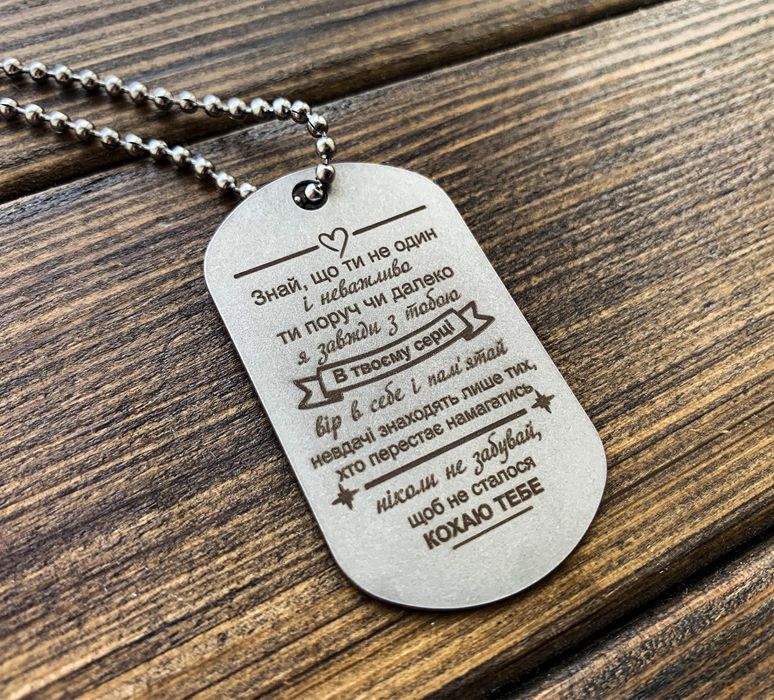 Знай, що ти не один
і неважливо
ти поруч чи далеко
я завжди з тобою
В твоєму серці
вір в себе і пам'ятай
невдачі знаходять лише тих,
хто перестає намагатись
ніколи не забувай,
щоб не сталося
КОХАЮ ТЕБЕ